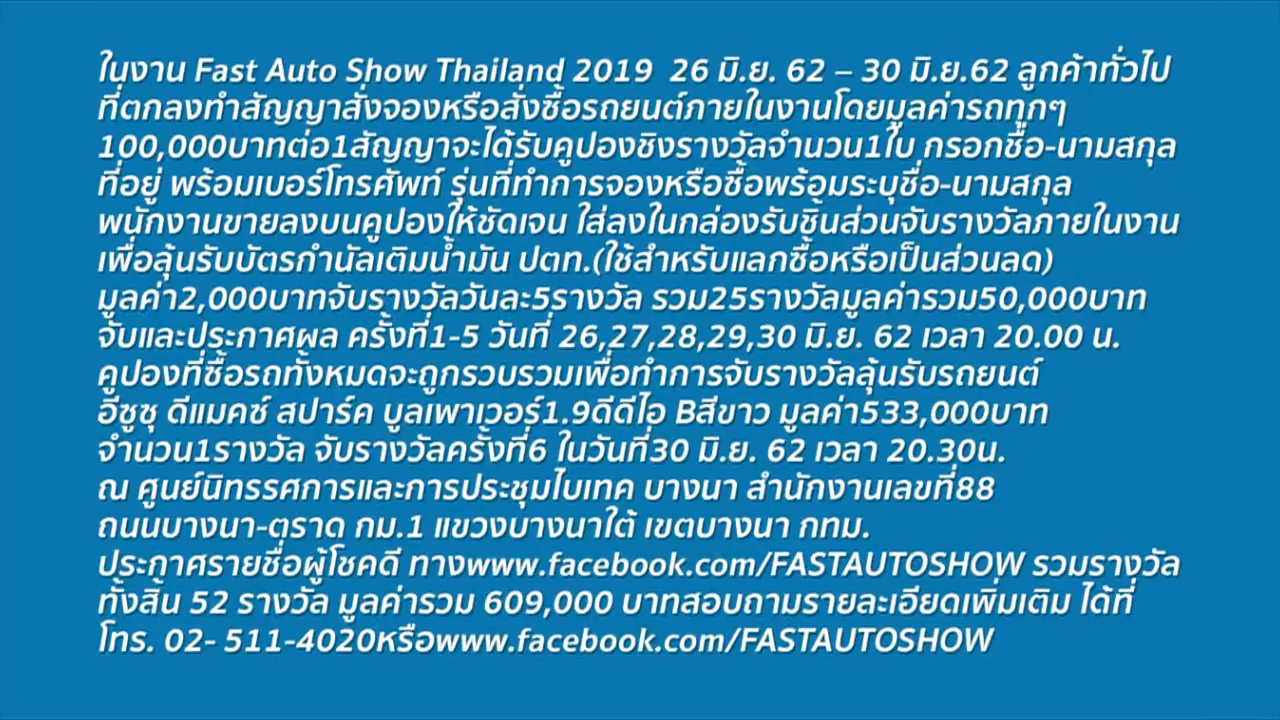 ในงาน Fast Auto Show Thailand 2019 26 มิ.ย. 62 – 30 มิ.ย.62 ลูกค้าทั่วไป
ที่ตกลงทำสัญญาสั่งจองหรือสั่งซื้อรถยนต์ภายในงานโดยมูลค่ารถทุกๆ
100,000บาทต่อ1สัญญาจะได้รับคูปองชิงรางวัลจำนวน1ใบ กรอกชื่อ-นามสกุล
ที่อยู่ พร้อมเบอร์โทรศัพท์ รุ่นที่ทำการจองหรือซื้อพร้อมระบุชื่อ-นามสกุล
พนักงานขายลงบนคูปองให้ชัดเจน ใส่ลงในกล่องรับชิ้นส่วนจับรางวัลภายในงาน
เพื่อลุ้นรับบัตรกำนัลเติมน้ำมัน ปตท.(ใช้สำหรับแลกซื้อหรือเป็นส่วนลด)
มูลค่า2,000บาทจับรางวัลวันละ5รางวัล รวม25รางวัลมูลค่ารวม50,000บาท
จับและประกาศผล ครั้งที่1-5 วันที่ 26,27,28,29,30 มิ.ย. 62 เวลา 20.00 น.
คูปองที่ซื้อรถทั้งหมดจะถูกรวบรวมเพื่อทำการจับรางวัลลุ้นรับรถยนต์
อีซูซุ ดีแมคซ์ สปาร์ค บูลเพาเวอร์1.9ดีดีไอ Bสีขาว มูลค่า533,000บาท
จำนวน1รางวัล จับรางวัลครั้งที่6 ในวันที่30 มิ.ย. 62 เวลา 20.30น.
ณ ศูนย์นิทรรศการและการประชุมไบเทค บางนา สำนักงานเลขที่88
ถนนบางนา-ตราด กม.1 แขวงบางนาใต้ เขตบางนา กทม.
ประกาศรายชื่อผู้โชคดี ทางwww.facebook.com/FASTAUTOSHOW รวมรางวัล
ทั้งสิ้น 52 รางวัล มูลค่ารวม 609,000 บาทสอบถามรายละเอียดเพิ่มเติม ได้ที่
โทร. 02- 511-4020หรือwww.facebook.com/FASTAUTOSHOW